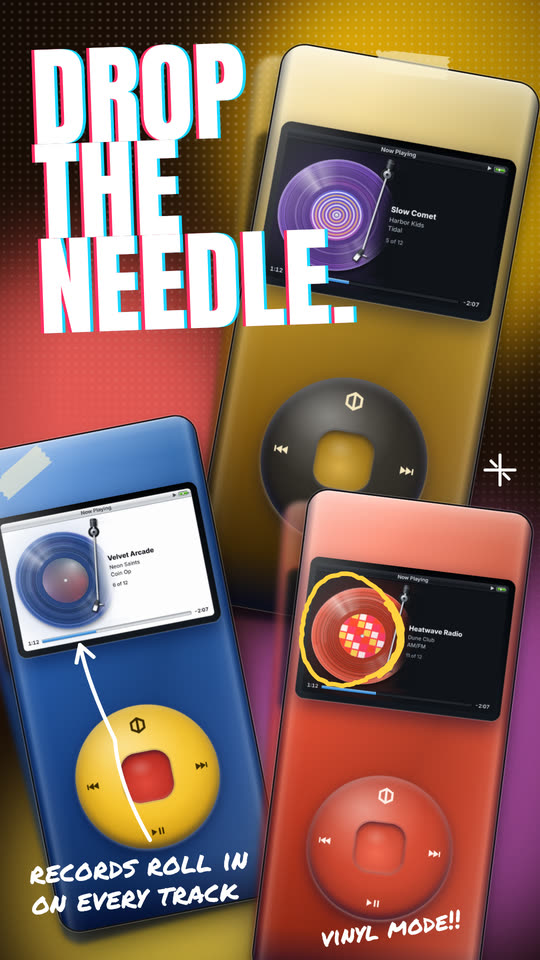 DROP
THE
NEEDLE.
Now Playing
Slow Comet
Harbor Kids
Tidal
5 of 12
1:12
-2:07
Now Playing
Velvet Arcade
Neon Saints
Coin Op
6 of 12
1:12
-2:07
Now Playing
Heatwave Radio
Dune Club
AM/FM
11 of 12
1:12
-2:07
RECORDS ROLL IN
ON EVERY TRACK
VINYL MODE!!